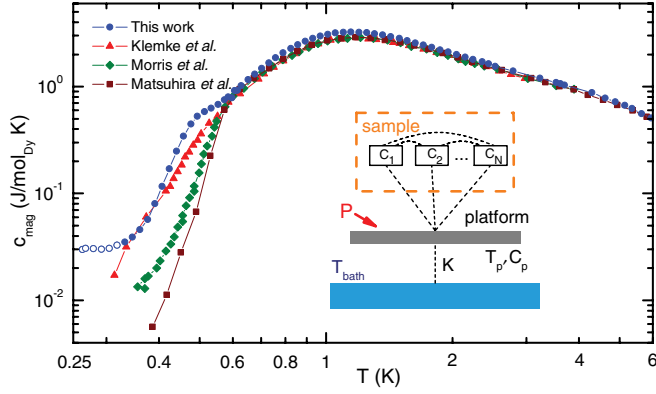 This work
Klemke et al.
Morris et al.
Matsuhira et al.
c_mag (J/mol_Dy K)
10^0
10^-1
10^-2
sample
C_1 C_2 ... C_N
P
platform
T_p, C_p
K
T_bath
0.25 0.4 0.6 0.8 1 2 4 6
T (K)